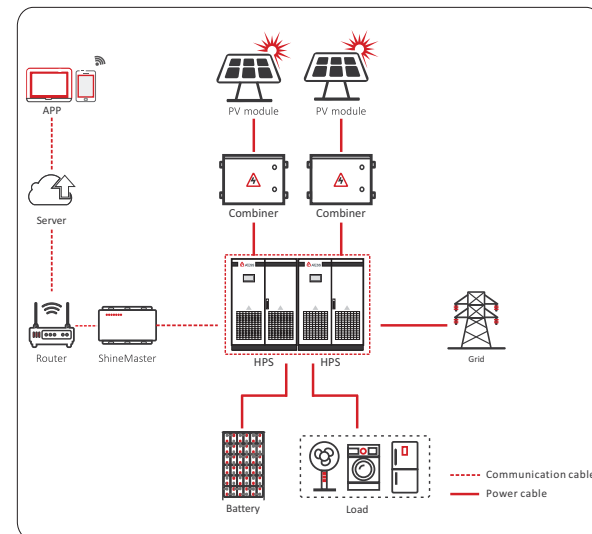 APP
PV module
PV module
Server
Combiner
Combiner
Router
ShineMaster
HPS
HPS
Grid
Battery
Load
Communication cable
Power cable